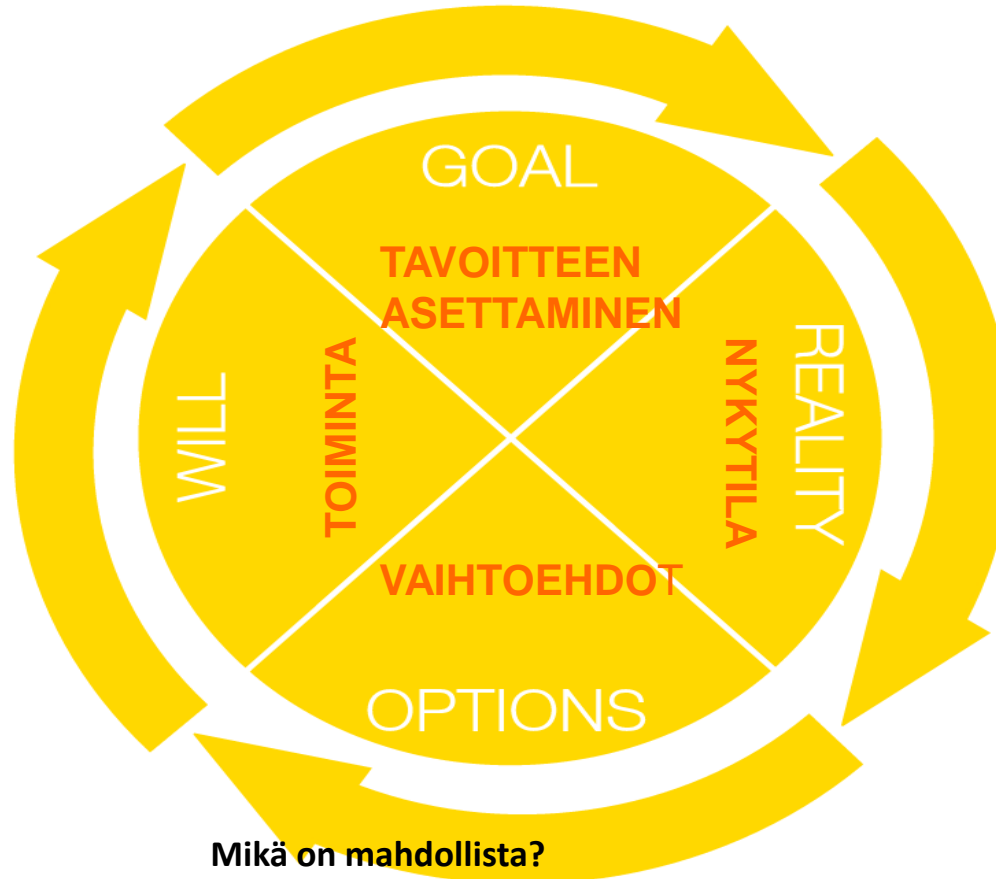 GOAL
TAVOITTEEN
ASETTAMINEN
REALITY
NYKYTILA
WILL
TOIMINTA
VAIHTOEHDOT
OPTIONS
Mikä on mahdollista?